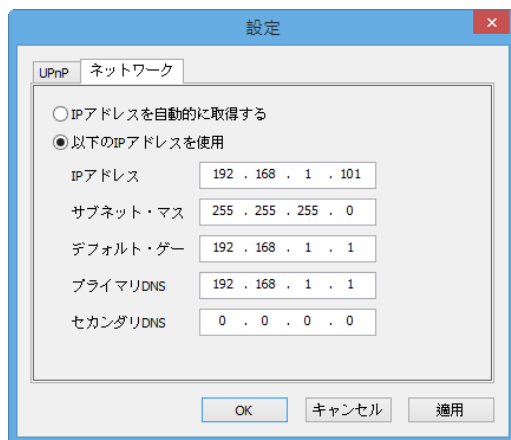 設定
UPnP ネットワーク
IPアドレスを自動的に取得する
以下のIPアドレスを使用
IPアドレス 192 . 168 . 1 . 101
サブネット・マス 255 . 255 . 255 . 0
デフォルト・ゲー 192 . 168 . 1 . 1
プライマリDNS 192 . 168 . 1 . 1
セカンダリDNS 0 . 0 . 0 . 0
OK キャンセル 適用